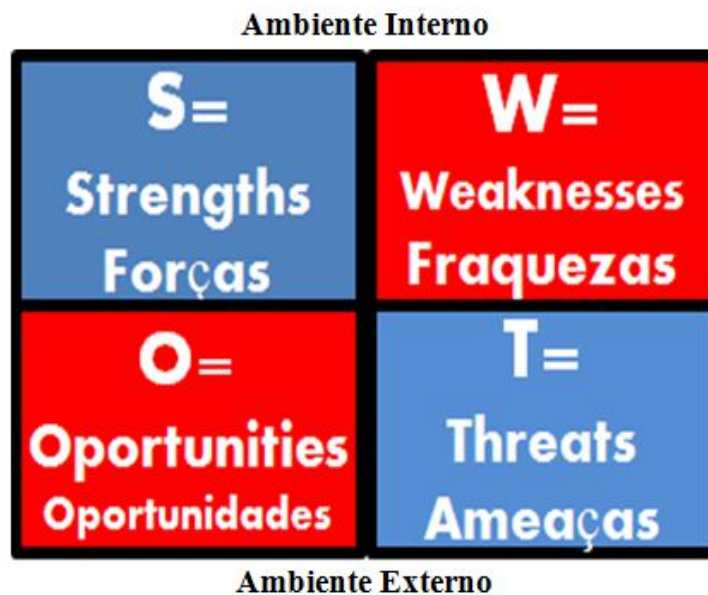 Ambiente Interno
S=
Strengths
Forças
W=
Weaknesses
Fraquezas
O=
Oportunities
Oportunidades
T=
Threats
Ameaças
Ambiente Externo